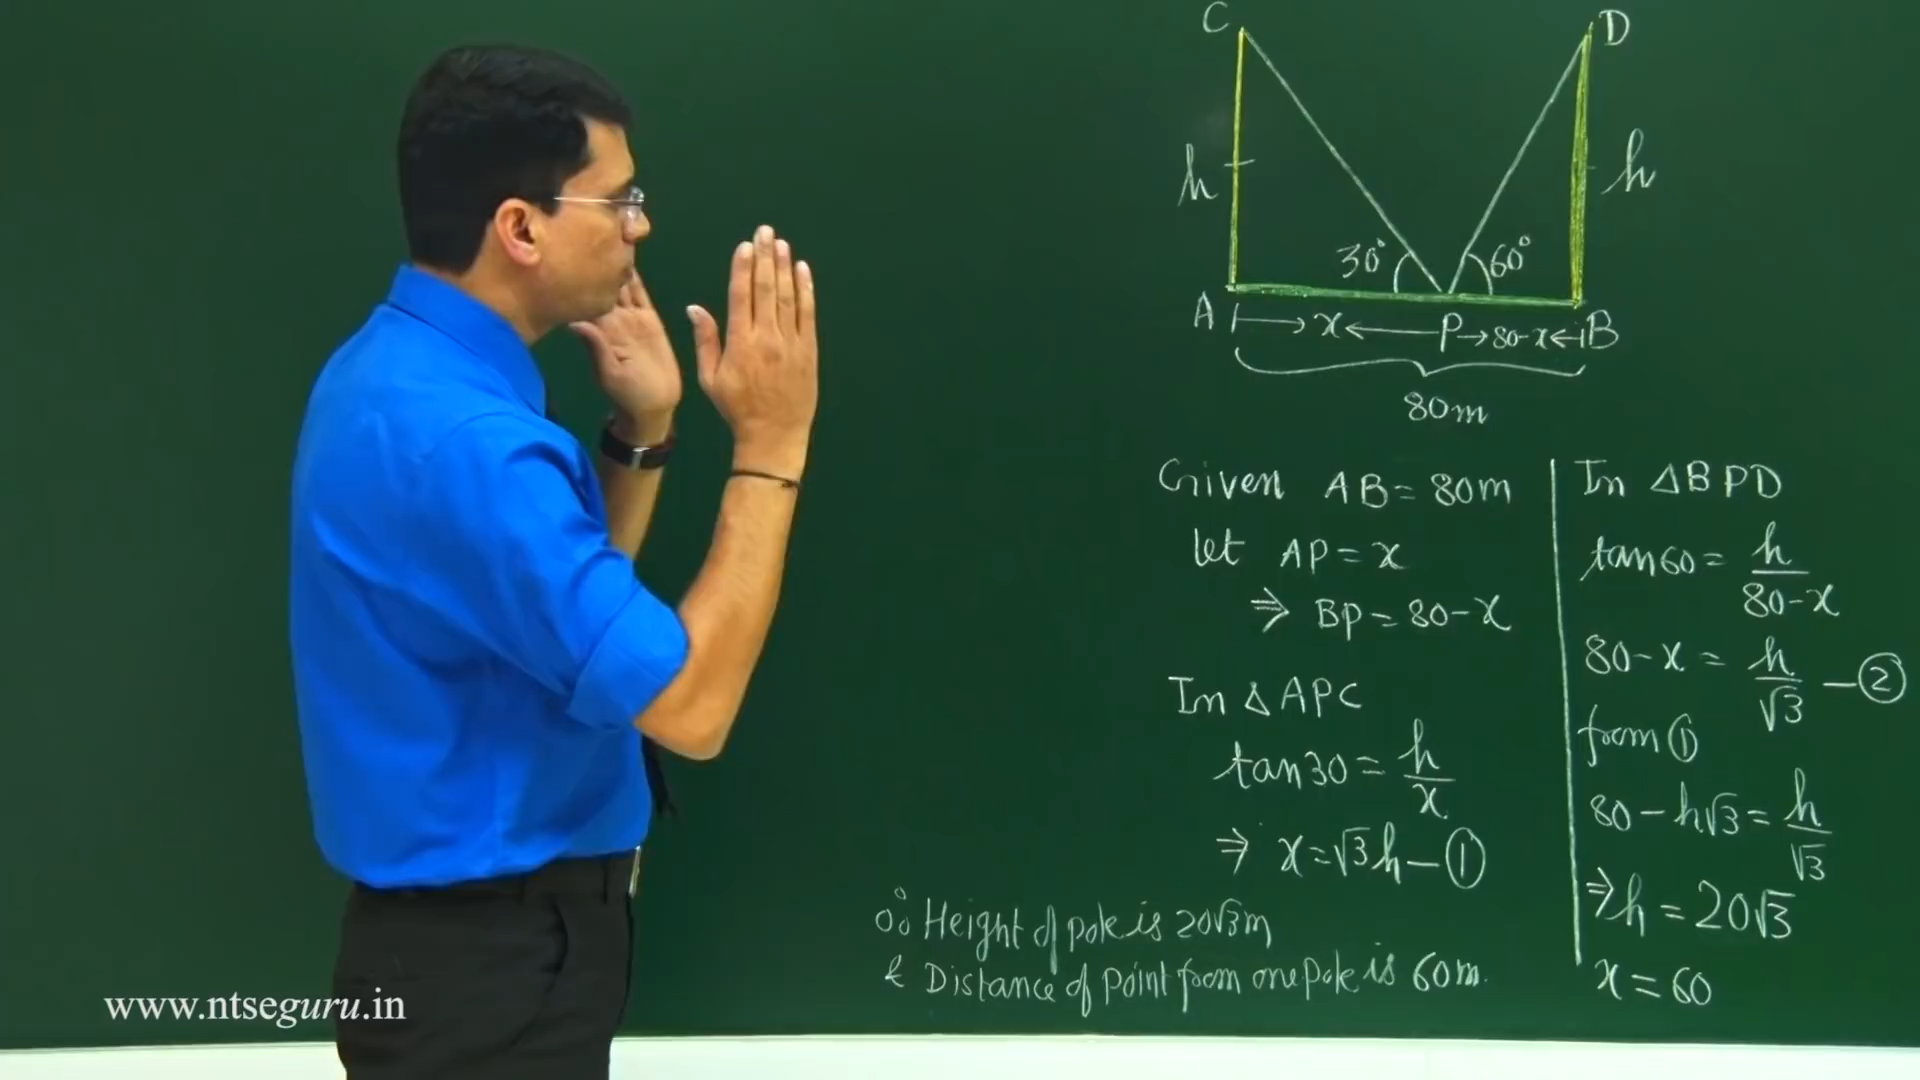 C
D
h
h
30°
60°
A
x
P
80-x
B
80m
Given AB = 80m
let AP = x
⇒ BP = 80-x
In △APC
tan30 = h/x
⇒ x = √3h — ①
In △BPD
tan60 = h/80-x
80-x = h/√3 — ②
from ①
80 - h√3 = h/√3
⇒ h = 20√3
x = 60
∴ Height of pole is 20√3m
& Distance of point from one pole is 60m.
www.ntseguru.in